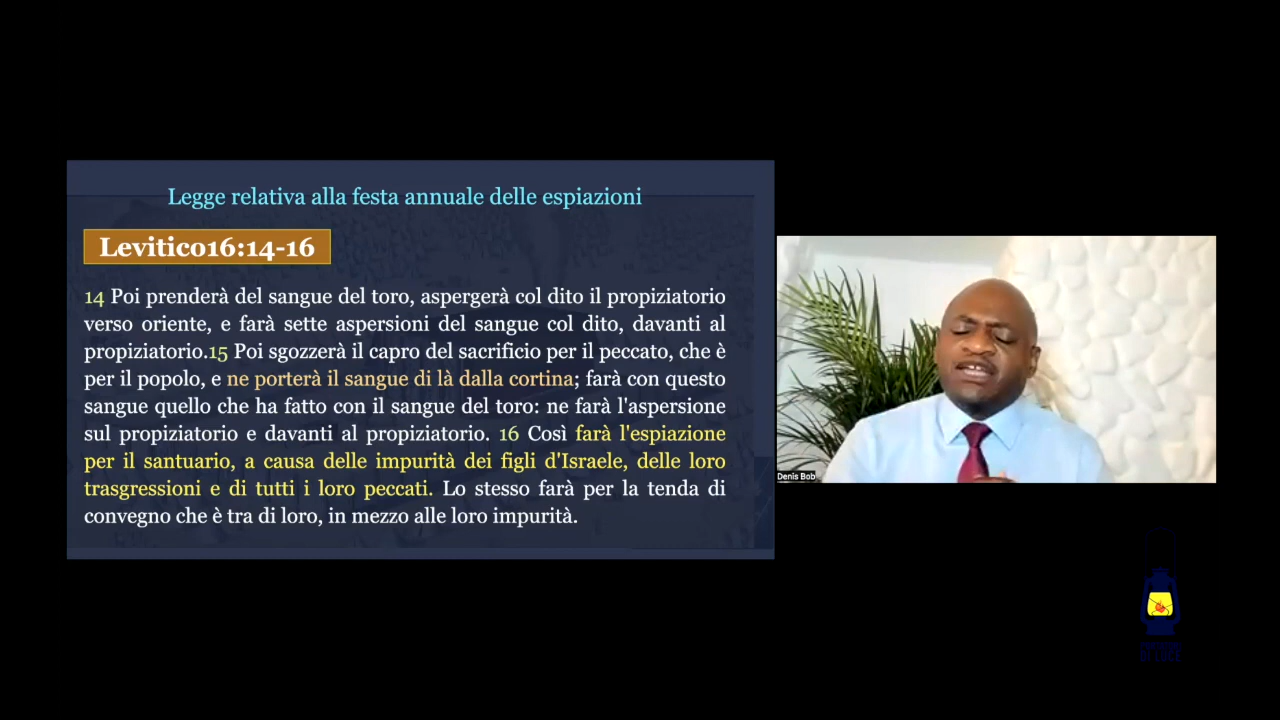 Legge relativa alla festa annuale delle espiazioni
Levitico16:14-16
14 Poi prenderà del sangue del toro, aspergerà col dito il propiziatorio
verso oriente, e farà sette aspersioni del sangue col dito, davanti al
propiziatorio.15 Poi sgozzerà il capro del sacrificio per il peccato, che è
per il popolo, e ne porterà il sangue di là dalla cortina; farà con questo
sangue quello che ha fatto con il sangue del toro: ne farà l'aspersione
sul propiziatorio e davanti al propiziatorio. 16 Così farà l'espiazione
per il santuario, a causa delle impurità dei figli d'Israele, delle loro
trasgressioni e di tutti i loro peccati. Lo stesso farà per la tenda di
convegno che è tra di loro, in mezzo alle loro impurità.
Denis Bob
DI LUCE